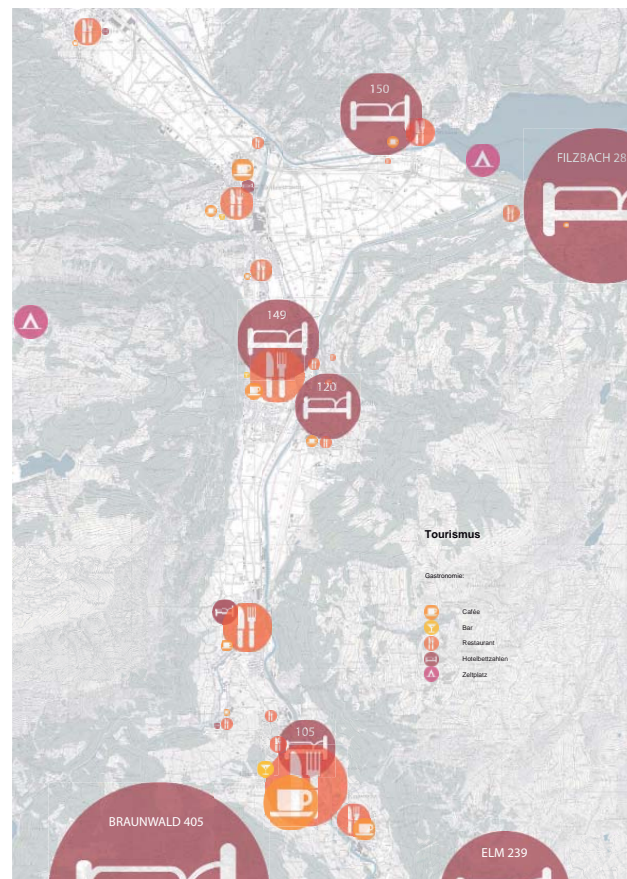 150
FILZBACH 28
149
120
Tourismus
Gastronomie:
Cafée
Bar
Restaurant
Hotelbettzahlen
Zeltplatz
105
BRAUNWALD 405
ELM 239